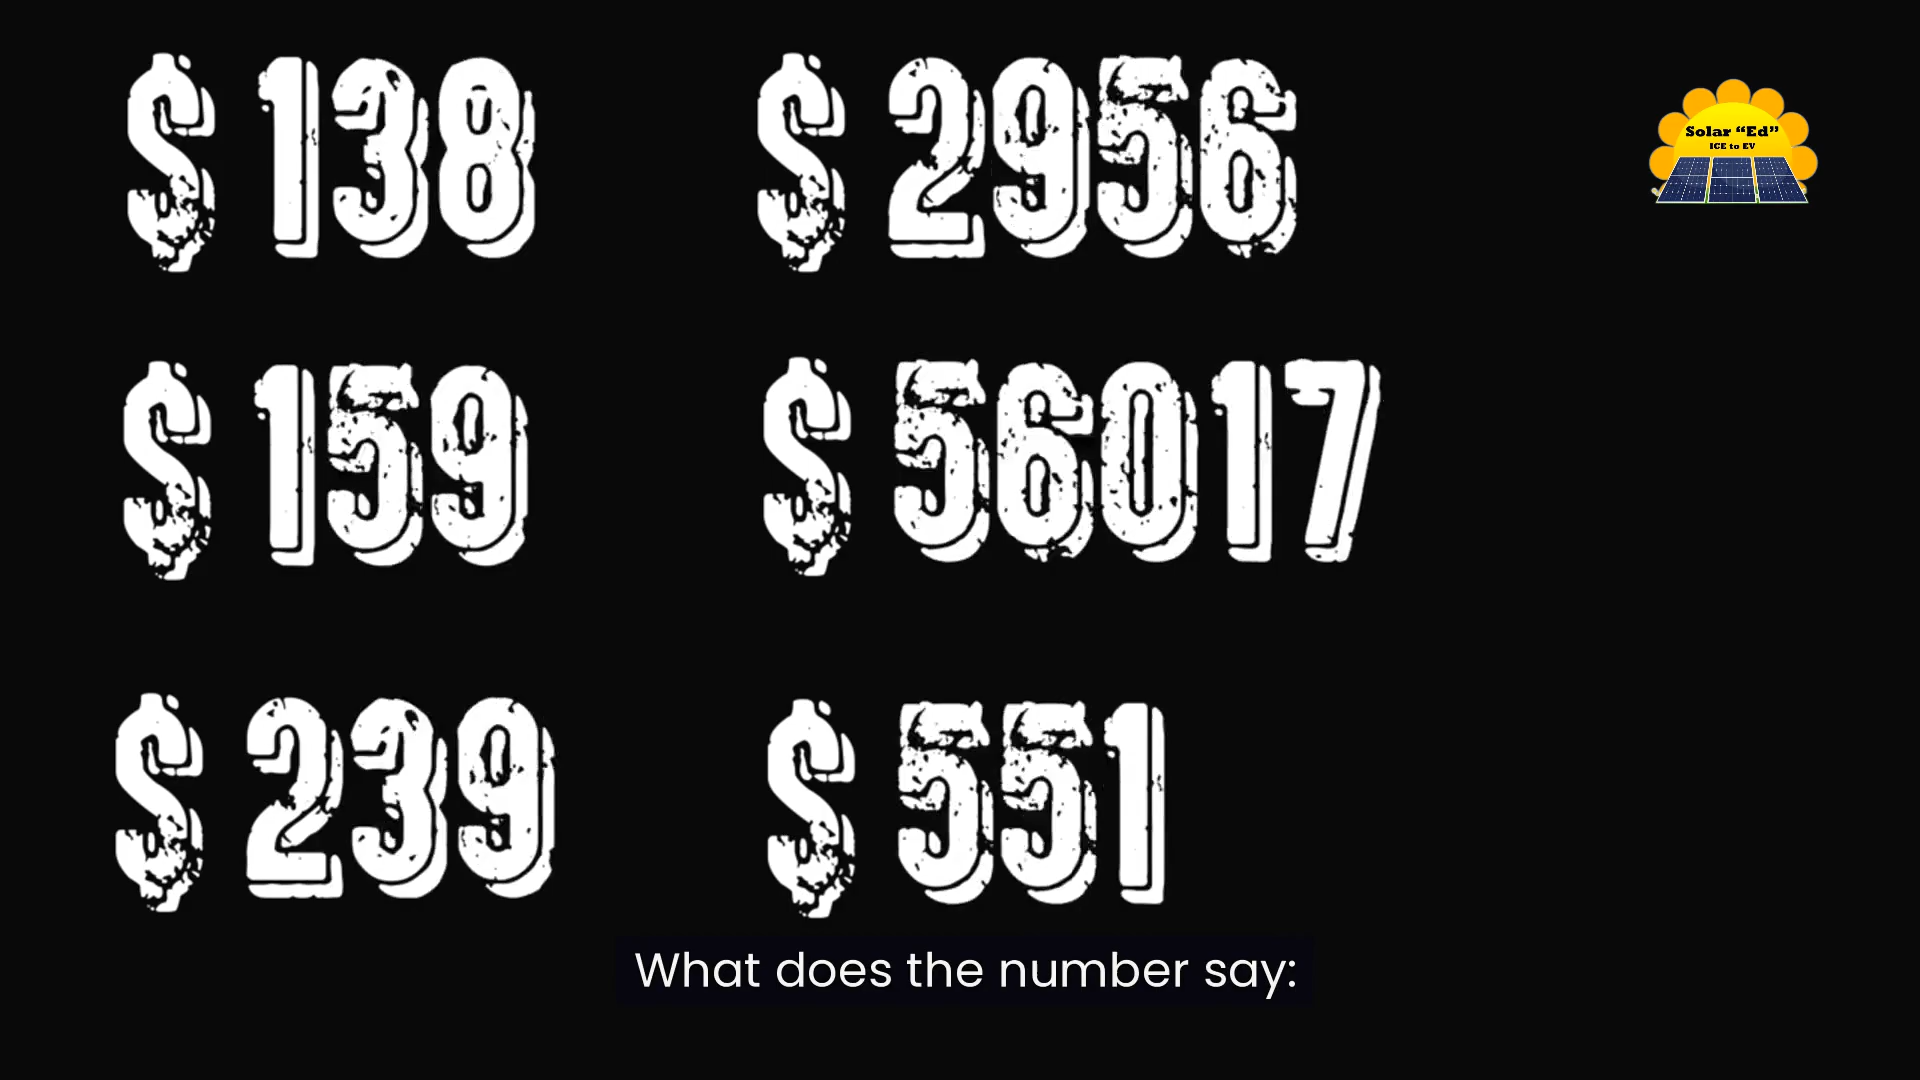 $ 138 $ 2956
Solar “Ed”
ICE to EV
$ 159 $ 56017
$ 239 $ 551
What does the number say: